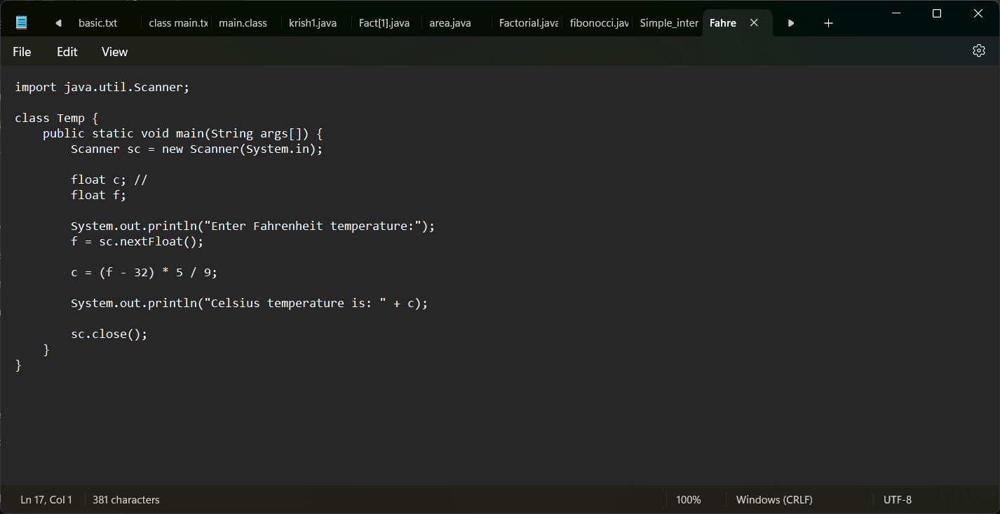 basic.txt class main.tx main.class krish1.java Fact[1].java area.java Factorial.java fibonocci.jav Simple_inter Fahre
File Edit View
import java.util.Scanner;
class Temp {
    public static void main(String args[]) {
        Scanner sc = new Scanner(System.in);
        float c; //
        float f;
        System.out.println("Enter Fahrenheit temperature:");
        f = sc.nextFloat();
        c = (f - 32) * 5 / 9;
        System.out.println("Celsius temperature is: " + c);
        sc.close();
    }
}
Ln 17, Col 1 381 characters 100% Windows (CRLF) UTF-8